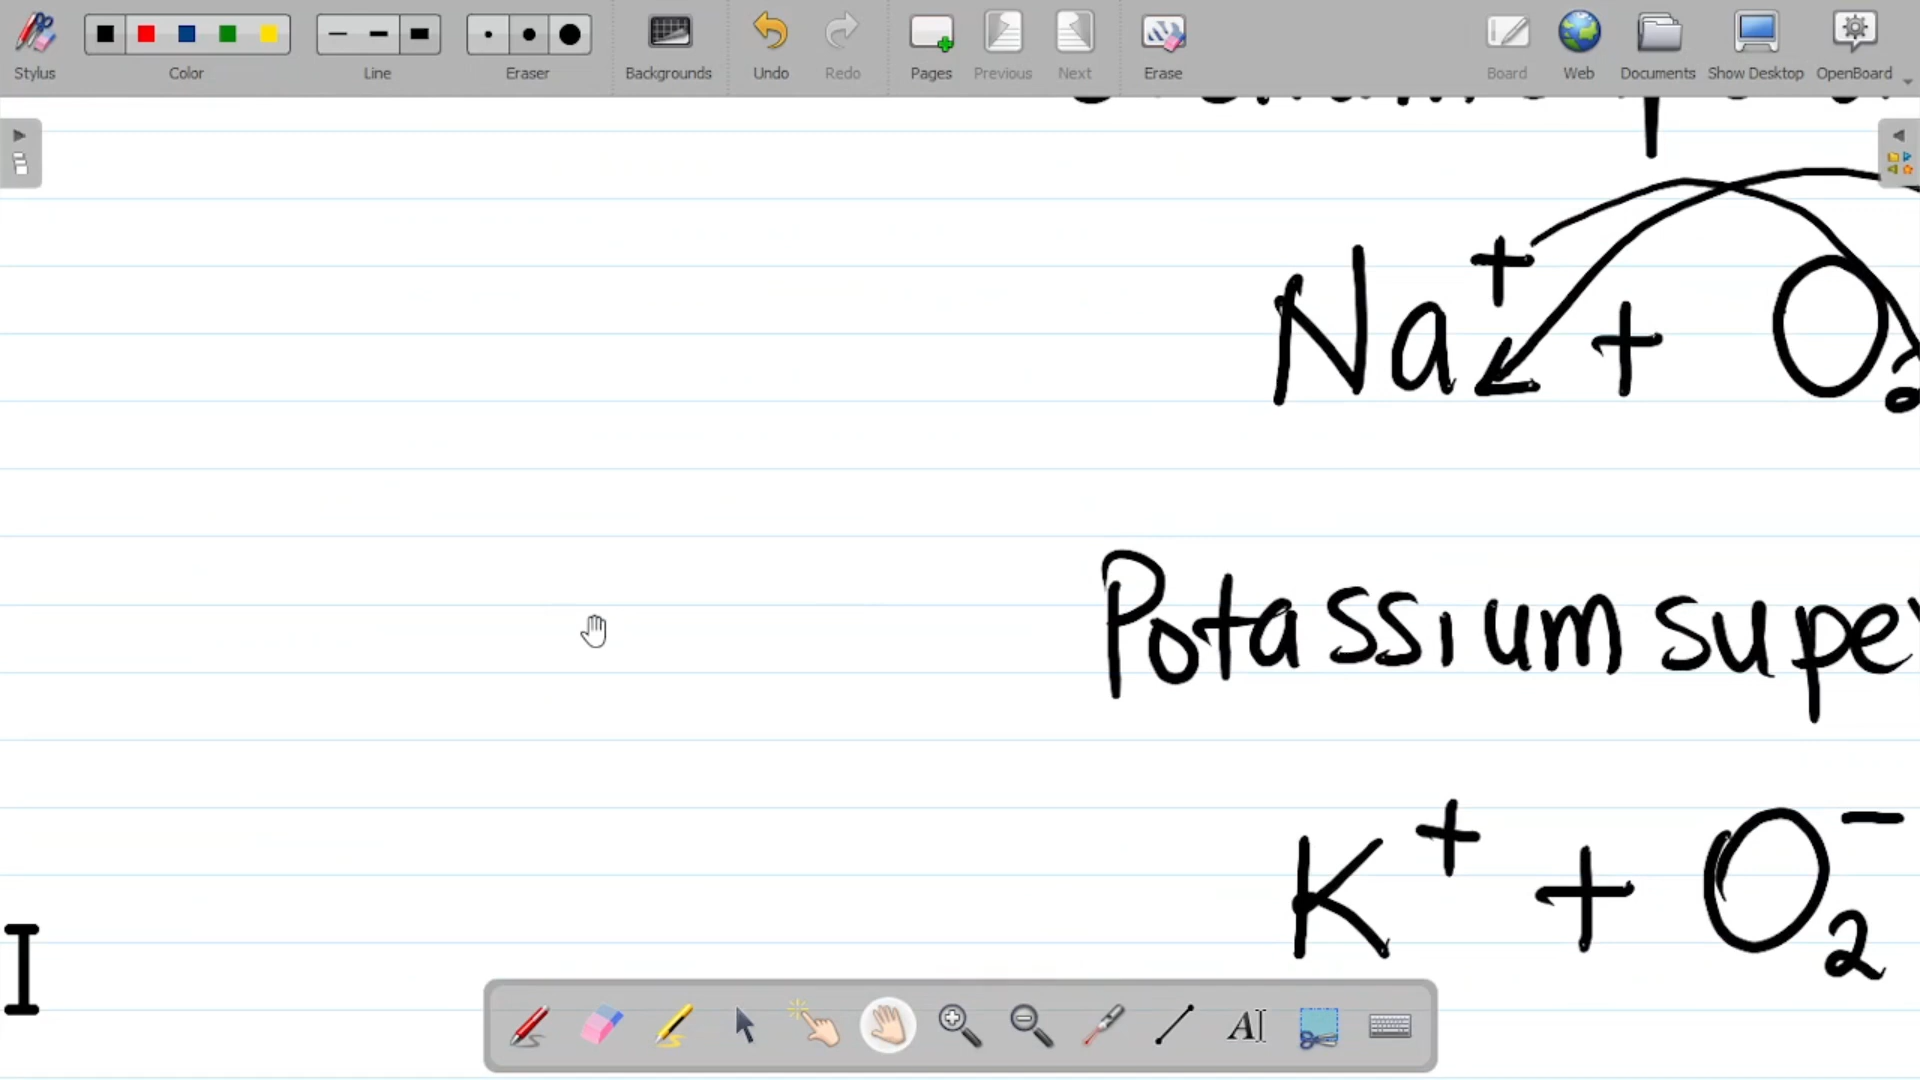 Stylus Color Line Eraser Backgrounds Undo Redo Pages Previous Next Erase Board Web Documents Show Desktop OpenBoard
Na⁺ + O₂
Potassium supe
K⁺ + O₂⁻
I